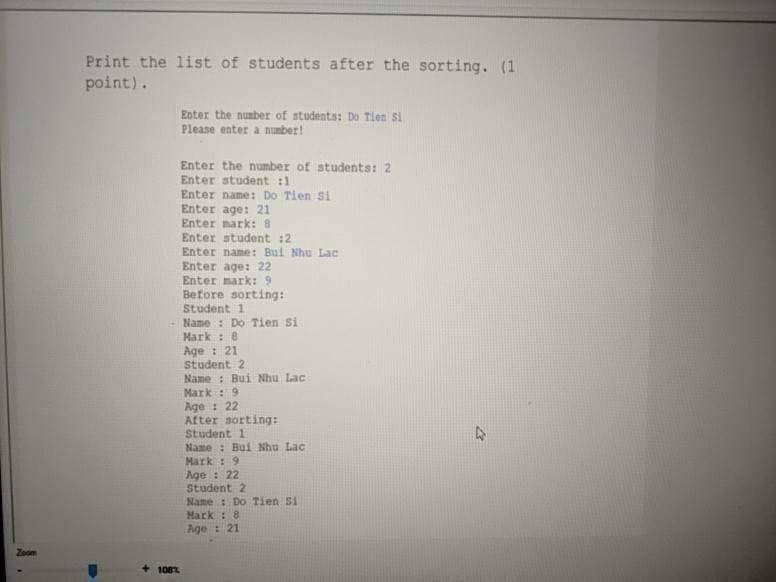 Print the list of students after the sorting. (1
point).
Enter the number of students: Do Tien Si
Please enter a number!
Enter the number of students: 2
Enter student :1
Enter name: Do Tien Si
Enter age: 21
Enter mark: 8
Enter student :2
Enter name: Bui Nhu Lac
Enter age: 22
Enter mark: 9
Before sorting:
Student 1
Name : Do Tien Si
Mark : 8
Age : 21
Student 2
Name : Bui Nhu Lac
Mark : 9
Age : 22
After sorting:
Student 1
Name : Bui Nhu Lac
Mark : 9
Age : 22
Student 2
Name : Do Tien Si
Mark : 8
Age : 21
Zoom
- + 108%